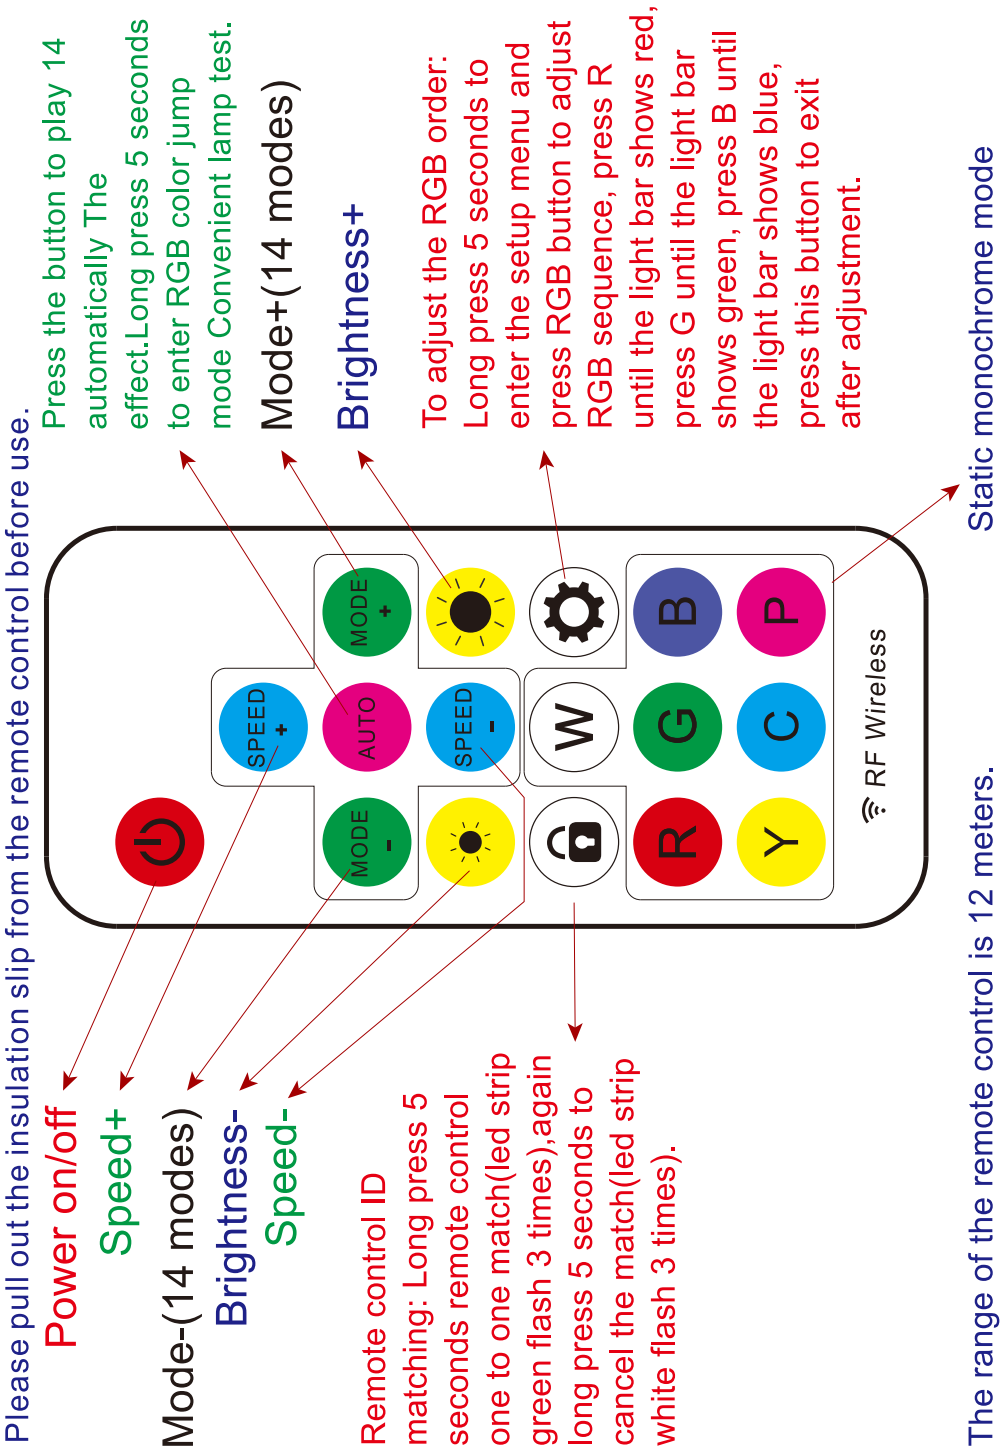 Please pull out the insulation slip from the remote control before use.
Power on/off
Speed+
Mode-(14 modes)
Brightness-
Speed-
Remote control ID
matching: Long press 5
seconds remote control
one to one match(led strip
green flash 3 times),again
long press 5 seconds to
cancel the match(led strip
white flash 3 times).
SPEED
+
MODE
-
AUTO
MODE
+
SPEED
-
W
R
G
B
Y
C
P
RF Wireless
Press the button to play 14
automatically The
effect.Long press 5 seconds
to enter RGB color jump
mode Convenient lamp test.
Mode+(14 modes)
Brightness+
To adjust the RGB order:
Long press 5 seconds to
enter the setup menu and
press RGB button to adjust
RGB sequence, press R
until the light bar shows red,
press G until the light bar
shows green, press B until
the light bar shows blue,
press this button to exit
after adjustment.
The range of the remote control is 12 meters.
Static monochrome mode